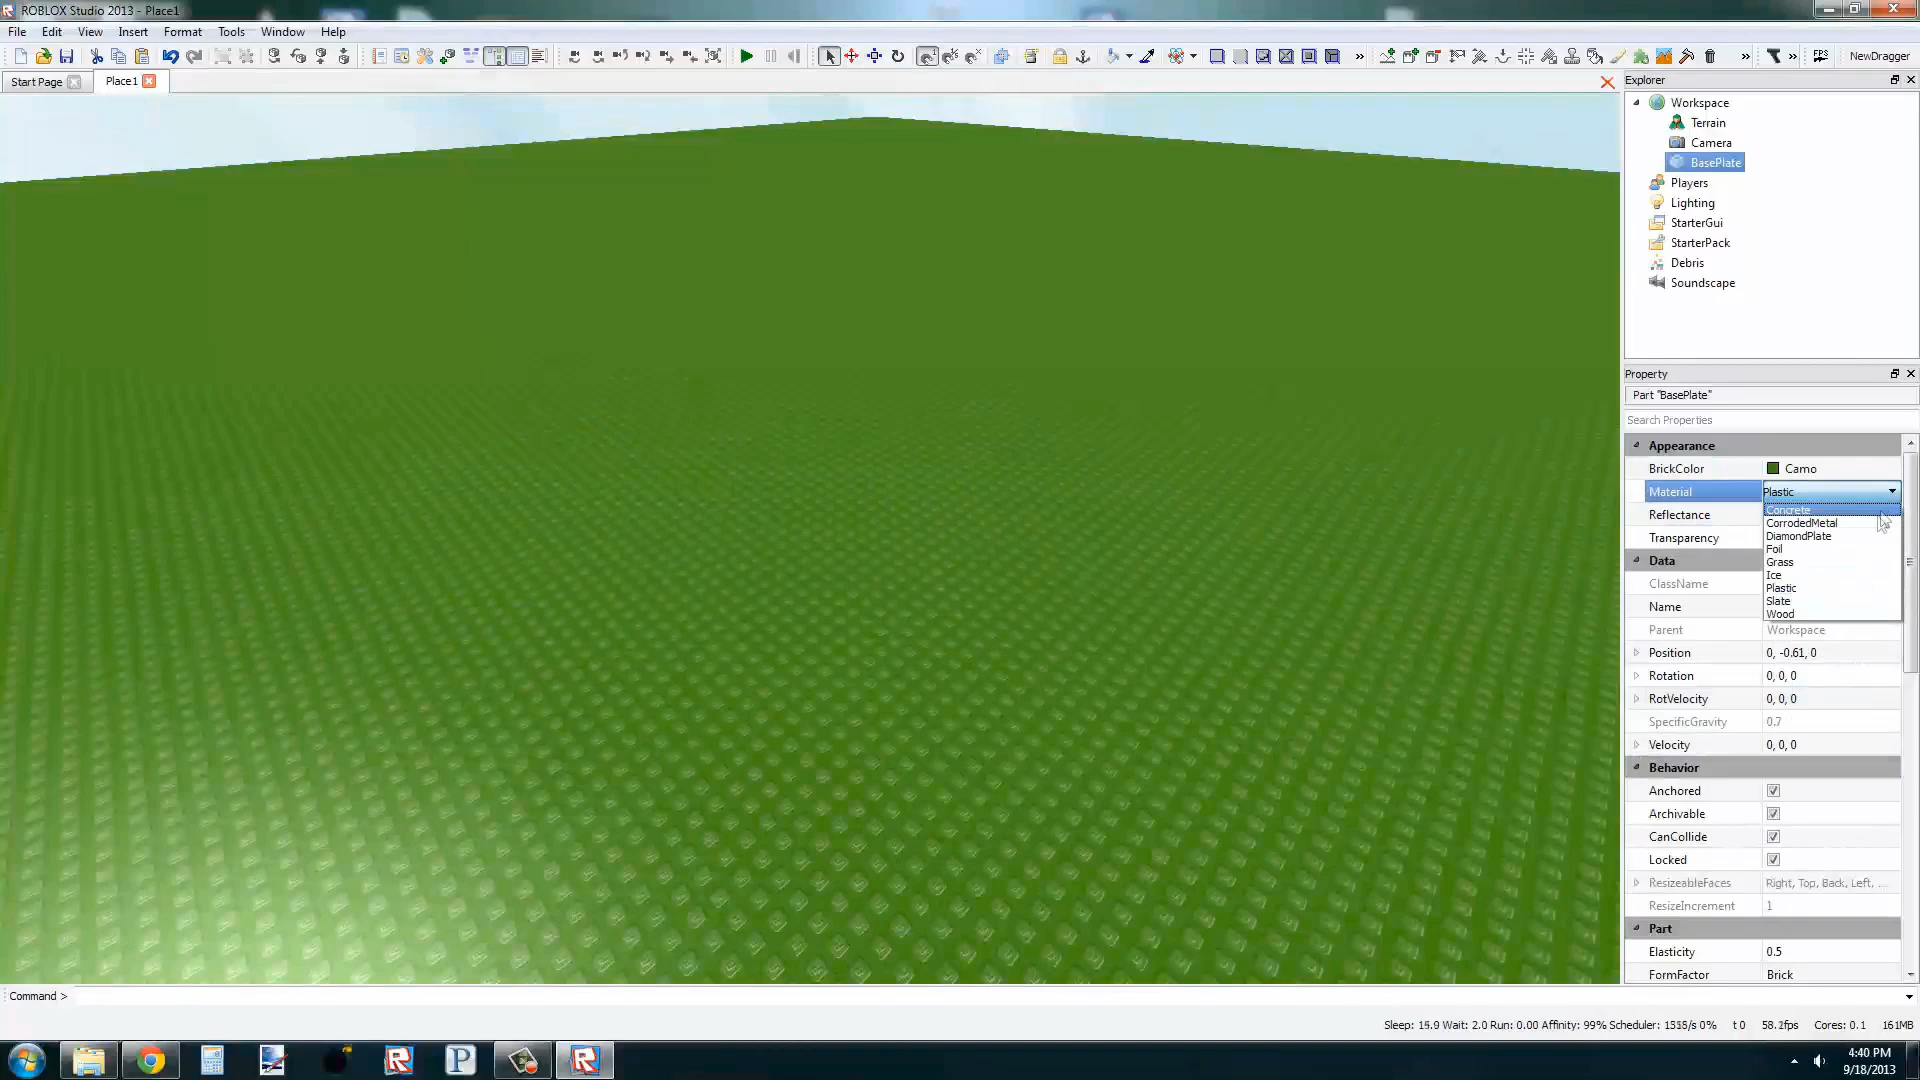 ROBLOX Studio 2013 - Place1
File Edit View Insert Format Tools Window Help
FPS NewDragger
Start Page Place1
Explorer
Workspace
Terrain
Camera
BasePlate
Players
Lighting
StarterGui
StarterPack
Debris
Soundscape
Property
Part "BasePlate"
Search Properties
Appearance
BrickColor Camo
Material Plastic
Concrete
Reflectance
CorrodedMetal
Transparency
DiamondPlate
Foil
Data
Grass
Ice
ClassName
Plastic
Name
Slate
Wood
Parent Workspace
Position 0, -0.61, 0
Rotation 0, 0, 0
RotVelocity 0, 0, 0
SpecificGravity 0.7
Velocity 0, 0, 0
Behavior
Anchored
Archivable
CanCollide
Locked
ResizeableFaces Right, Top, Back, Left, ...
ResizeIncrement 1
Part
Elasticity 0.5
FormFactor Brick
Command >
Sleep: 15.9 Wait: 2.0 Run: 0.00 Affinity: 99% Scheduler: 1555/s 0% t 0 58.2fps Cores: 0.1 161MB
4:40 PM
9/18/2013